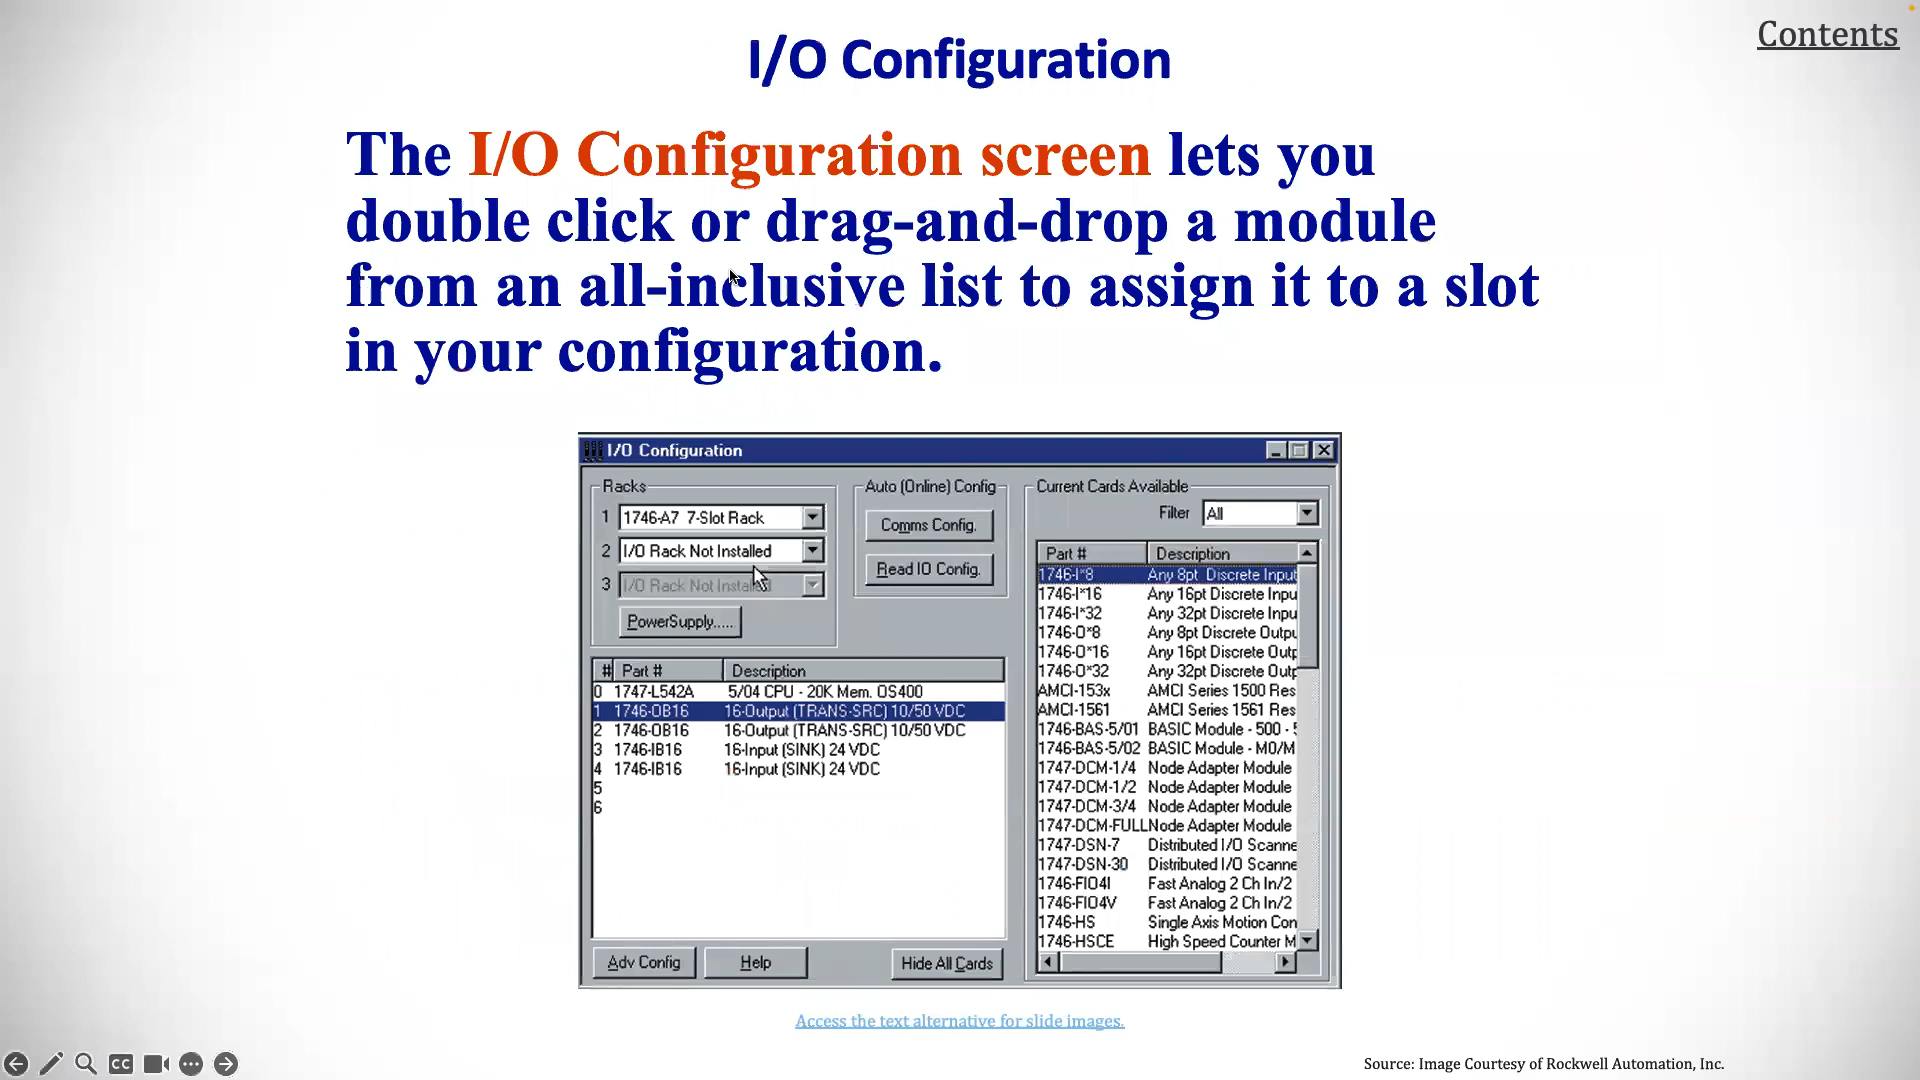 Contents
I/O Configuration
The I/O Configuration screen lets you
double click or drag-and-drop a module
from an all-inclusive list to assign it to a slot
in your configuration.
I/O Configuration
Racks
1 1746-A7 7-Slot Rack
2 I/O Rack Not Installed
3 I/O Rack Not Installed
PowerSupply.....
Auto (Online) Config
Comms Config.
Read IO Config.
# Part # Description
0 1747-L542A 5/04 CPU - 20K Mem. OS400
1 1746-OB16 16-Output (TRANS-SRC) 10/50 VDC
2 1746-OB16 16-Output (TRANS-SRC) 10/50 VDC
3 1746-IB16 16-Input (SINK) 24 VDC
4 1746-IB16 16-Input (SINK) 24 VDC
5
6
Adv Config Help Hide All Cards
Current Cards Available
Filter All
Part # Description
1746-I*8 Any 8pt Discrete Input
1746-I*16 Any 16pt Discrete Inpu
1746-I*32 Any 32pt Discrete Inpu
1746-O*8 Any 8pt Discrete Outpu
1746-O*16 Any 16pt Discrete Outp
1746-O*32 Any 32pt Discrete Outp
AMCI-153x AMCI Series 1500 Res
AMCI-1561 AMCI Series 1561 Res
1746-BAS-5/01 BASIC Module - 500 - 5
1746-BAS-5/02 BASIC Module - M0/M
1747-DCM-1/4 Node Adapter Module
1747-DCM-1/2 Node Adapter Module
1747-DCM-3/4 Node Adapter Module
1747-DCM-FULL Node Adapter Module
1747-DSN-7 Distributed I/O Scanne
1747-DSN-30 Distributed I/O Scanne
1746-FIO4I Fast Analog 2 Ch In/2
1746-FIO4V Fast Analog 2 Ch In/2
1746-HS Single Axis Motion Con
1746-HSCE High Speed Counter M
Access the text alternative for slide images.
CC
Source: Image Courtesy of Rockwell Automation, Inc.